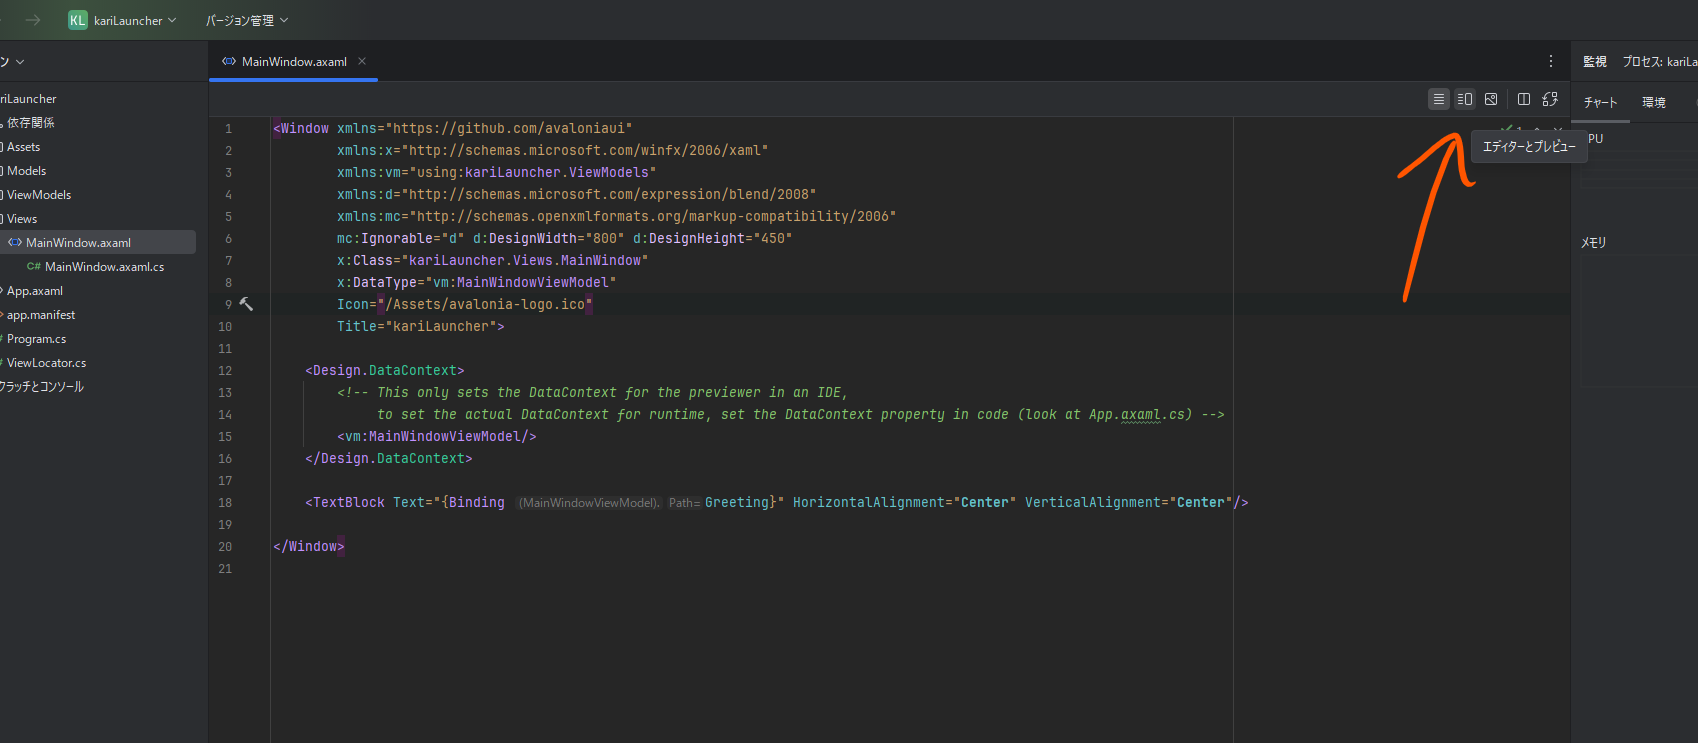 KL kariLauncher バージョン管理
ン
MainWindow.axaml
監視 プロセス: kariLa
チャート 環境
riLauncher
依存関係
Assets
Models
ViewModels
Views
MainWindow.axaml
C# MainWindow.axaml.cs
App.axaml
app.manifest
Program.cs
ViewLocator.cs
クラッチとコンソール
1 <Window xmlns="https://github.com/avaloniaui"
2 xmlns:x="http://schemas.microsoft.com/winfx/2006/xaml"
3 xmlns:vm="using:kariLauncher.ViewModels"
4 xmlns:d="http://schemas.microsoft.com/expression/blend/2008"
5 xmlns:mc="http://schemas.openxmlformats.org/markup-compatibility/2006"
6 mc:Ignorable="d" d:DesignWidth="800" d:DesignHeight="450"
7 x:Class="kariLauncher.Views.MainWindow"
8 x:DataType="vm:MainWindowViewModel"
9 Icon="/Assets/avalonia-logo.ico"
10 Title="kariLauncher">
11
12 <Design.DataContext>
13 <!-- This only sets the DataContext for the previewer in an IDE,
14 to set the actual DataContext for runtime, set the DataContext property in code (look at App.axaml.cs) -->
15 <vm:MainWindowViewModel/>
16 </Design.DataContext>
17
18 <TextBlock Text="{Binding (MainWindowViewModel). Path= Greeting}" HorizontalAlignment="Center" VerticalAlignment="Center"/>
19
20 </Window>
21
エディターとプレビュー
PU
メモリ